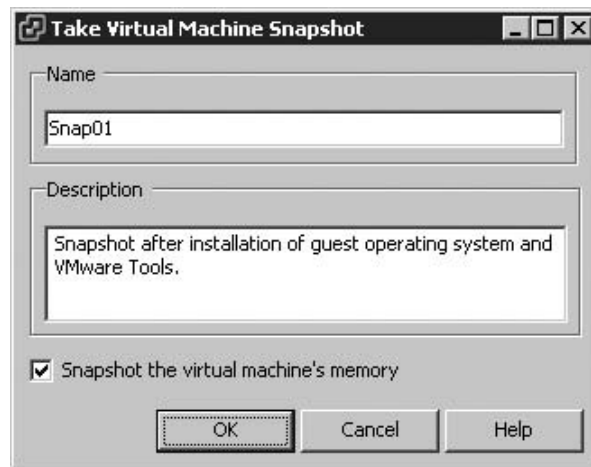 Take Virtual Machine Snapshot
Name
Snap01
Description
Snapshot after installation of guest operating system and
VMware Tools.
Snapshot the virtual machine's memory
OK
Cancel
Help